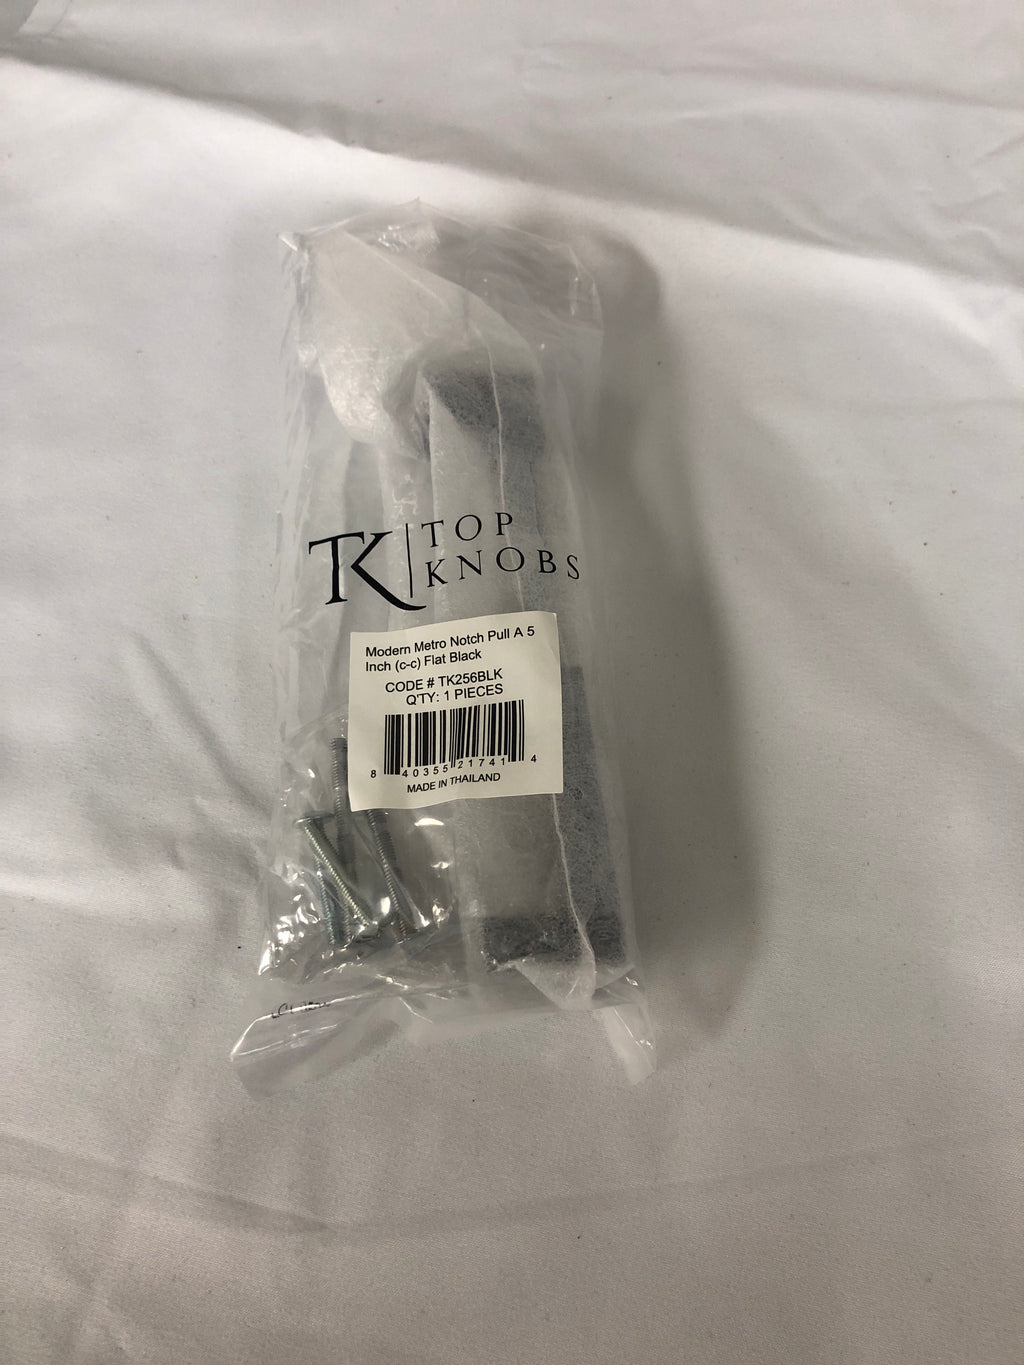 TK | TOP
KNOBS
Modern Metro Notch Pull A 5
Inch (c-c) Flat Black
CODE # TK256BLK
Q'TY: 1 PIECES
8 40355 21741 4
MADE IN THAILAND